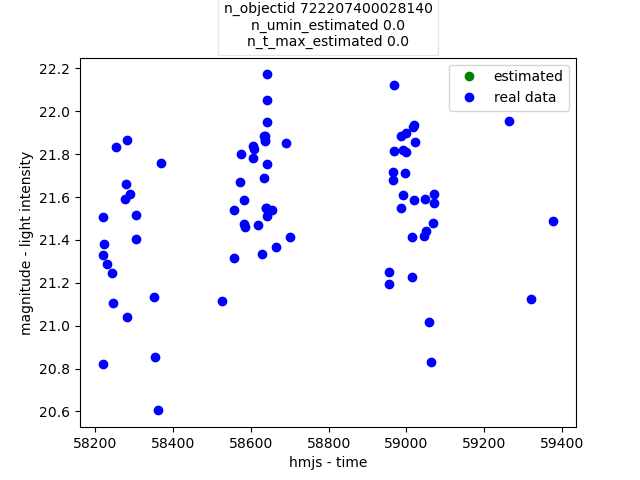 n_objectid 722207400028140
n_umin_estimated 0.0
n_t_max_estimated 0.0
estimated
real data
magnitude - light intensity
22.2
22.0
21.8
21.6
21.4
21.2
21.0
20.8
20.6
58200 58400 58600 58800 59000 59200 59400
hmjs - time